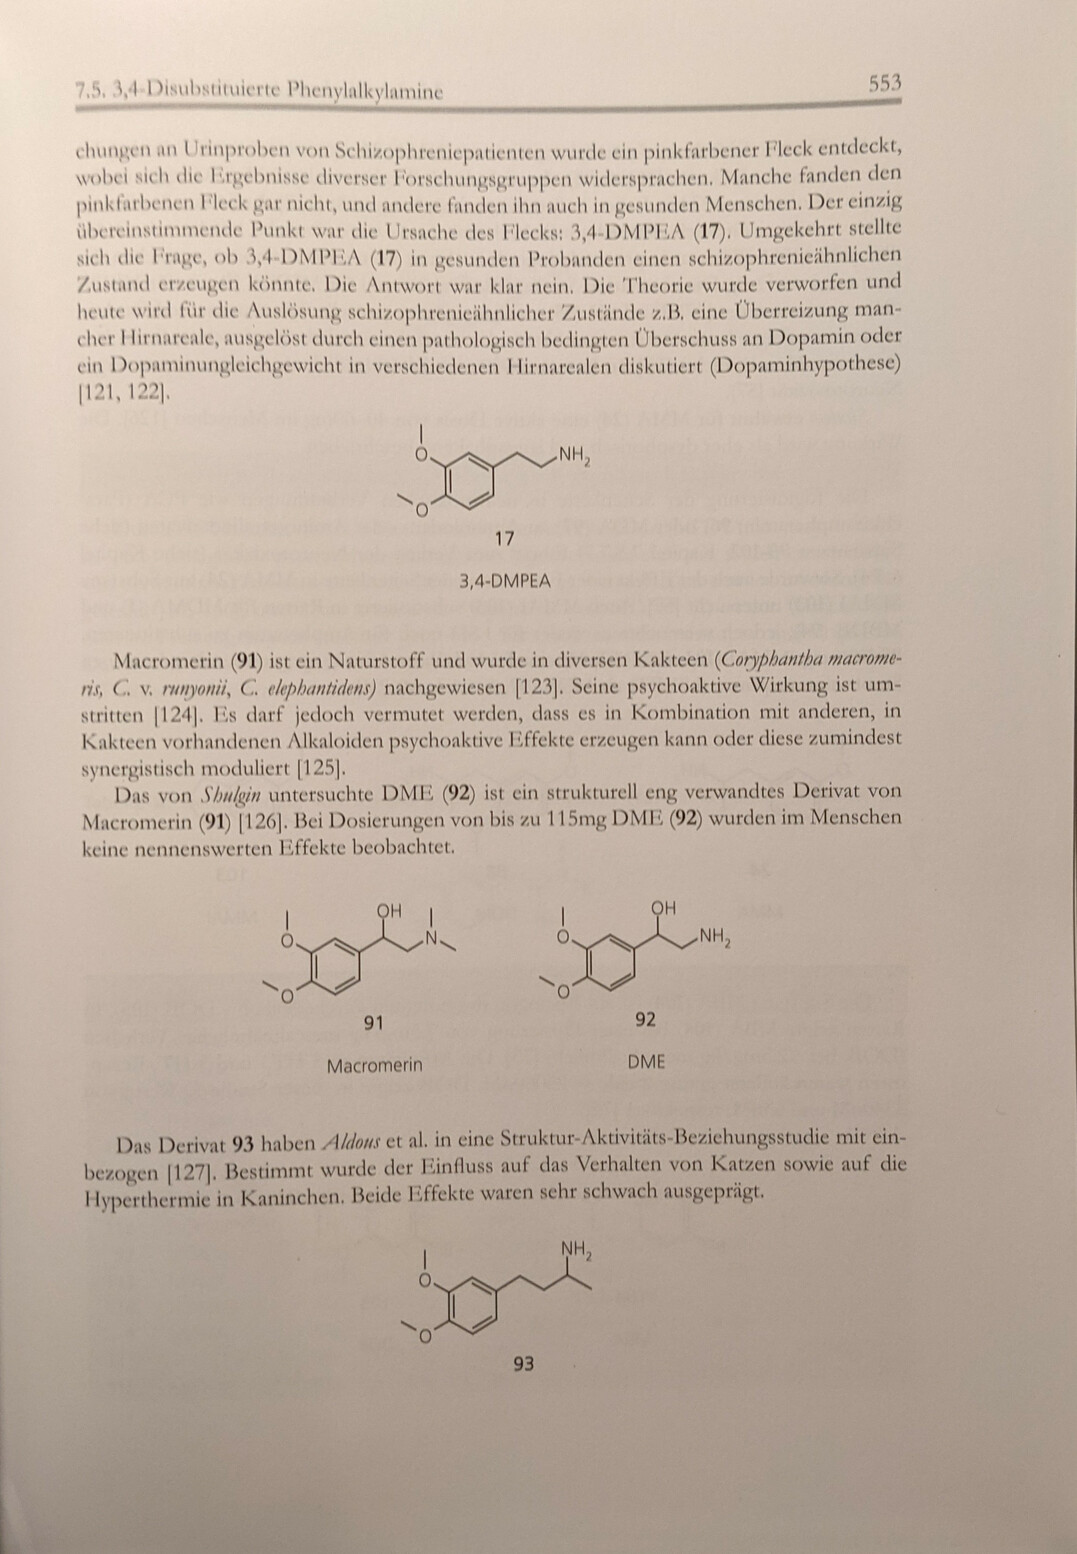 7.5. 3,4-Disubstituierte Phenylalkylamine 553
chungen an Urinproben von Schizophreniepatienten wurde ein pinkfarbener Fleck entdeckt,
wobei sich die Ergebnisse diverser Forschungsgruppen widersprachen. Manche fanden den
pinkfarbenen Fleck gar nicht, und andere fanden ihn auch in gesunden Menschen. Der einzig
übereinstimmende Punkt war die Ursache des Flecks: 3,4-DMPEA (17). Umgekehrt stellte
sich die Frage, ob 3,4-DMPEA (17) in gesunden Probanden einen schizophrenieähnlichen
Zustand erzeugen könnte. Die Antwort war klar nein. Die Theorie wurde verworfen und
heute wird für die Auslösung schizophrenieähnlicher Zustände z.B. eine Überreizung man-
cher Hirnareale, ausgelöst durch einen pathologisch bedingten Überschuss an Dopamin oder
ein Dopaminungleichgewicht in verschiedenen Hirnarealen diskutiert (Dopaminhypothese)
[121, 122].
O
NH2
O
17
3,4-DMPEA
Macromerin (91) ist ein Naturstoff und wurde in diversen Kakteen (Coryphantha macrome-
ris, C. v. runyonii, C. elephantidens) nachgewiesen [123]. Seine psychoaktive Wirkung ist um-
stritten [124]. Es darf jedoch vermutet werden, dass es in Kombination mit anderen, in
Kakteen vorhandenen Alkaloiden psychoaktive Effekte erzeugen kann oder diese zumindest
synergistisch moduliert [125].
Das von Shulgin untersuchte DME (92) ist ein strukturell eng verwandtes Derivat von
Macromerin (91) [126]. Bei Dosierungen von bis zu 115mg DME (92) wurden im Menschen
keine nennenswerten Effekte beobachtet.
OH
O
N
O
91
Macromerin
OH
O
NH2
O
92
DME
Das Derivat 93 haben Aldous et al. in eine Struktur-Aktivitäts-Beziehungsstudie mit ein-
bezogen [127]. Bestimmt wurde der Einfluss auf das Verhalten von Katzen sowie auf die
Hyperthermie in Kaninchen. Beide Effekte waren sehr schwach ausgeprägt.
NH2
O
O
93